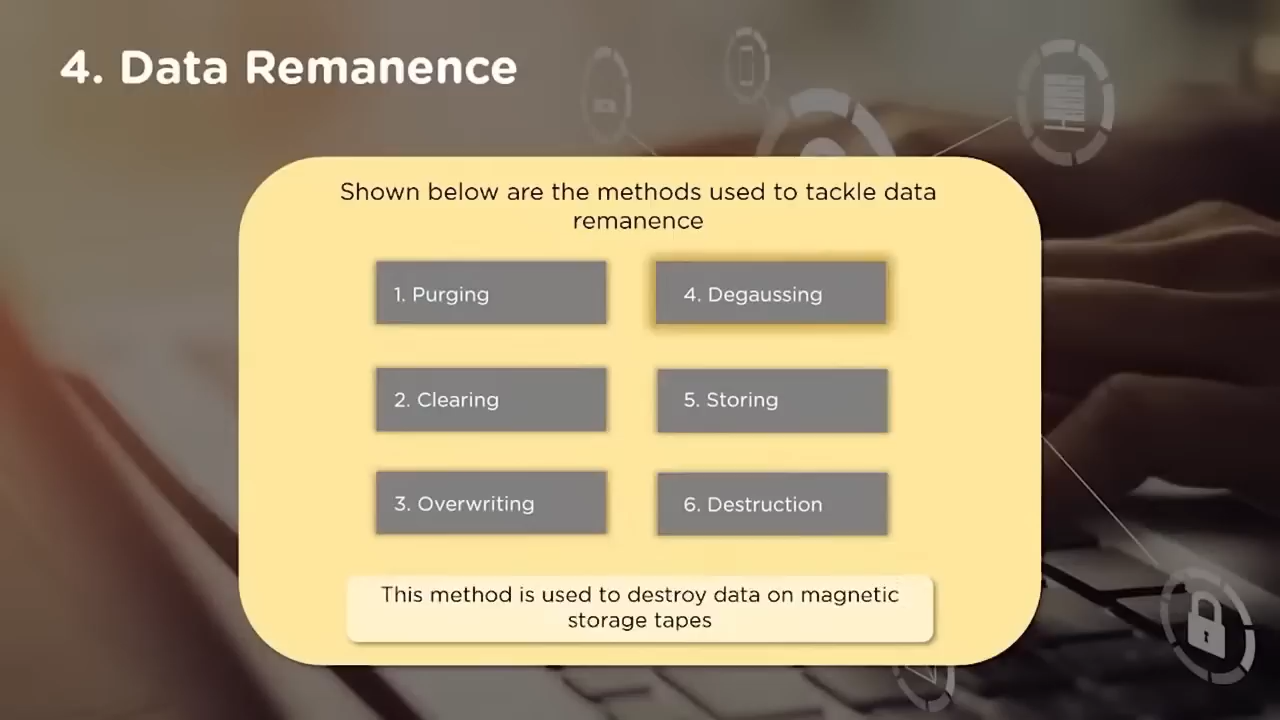 4. Data Remanence
Shown below are the methods used to tackle data
remanence
1. Purging
4. Degaussing
2. Clearing
5. Storing
3. Overwriting
6. Destruction
This method is used to destroy data on magnetic
storage tapes